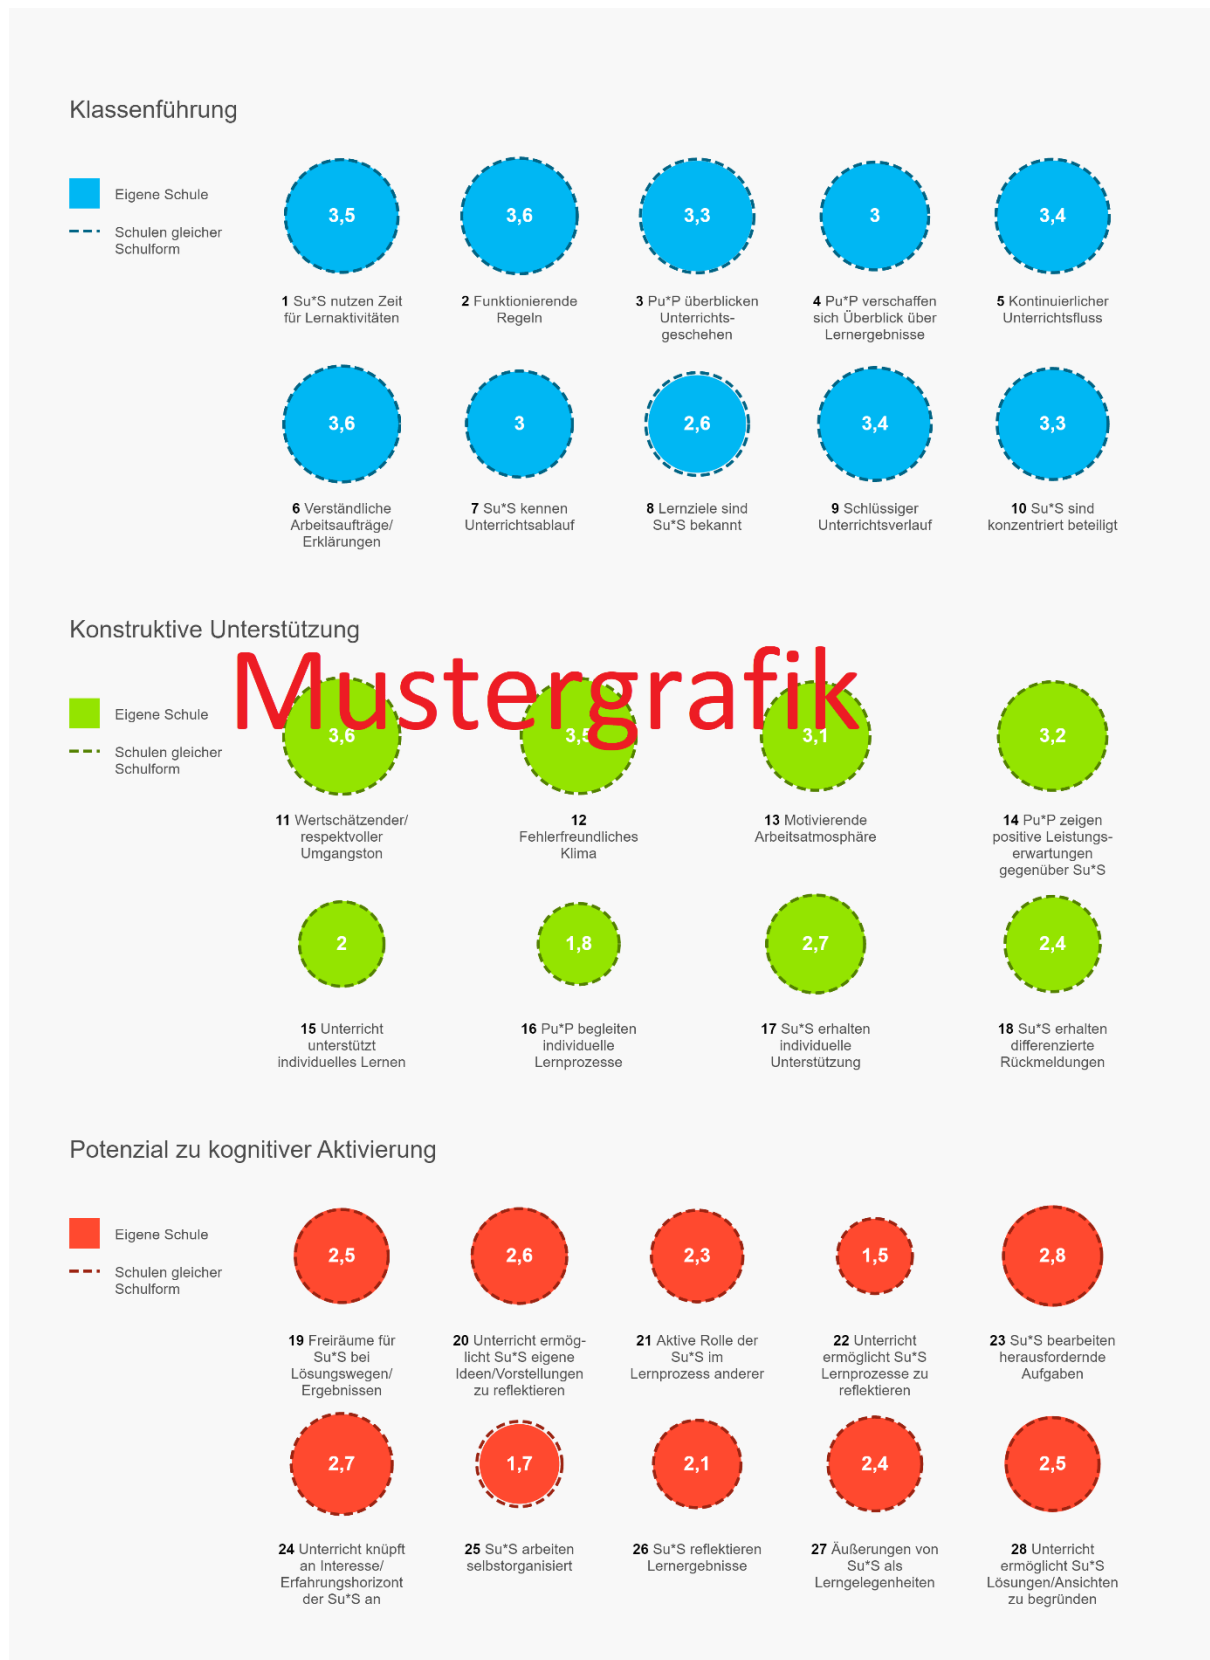 Klassenführung
Eigene Schule
Schulen gleicher
Schulform
3,5
3,6
3,3
3
3,4
1 Su*S nutzen Zeit
für Lernaktivitäten
2 Funktionierende
Regeln
3 Pu*P überblicken
Unterrichts-
geschehen
4 Pu*P verschaffen
sich Überblick über
Lernergebnisse
5 Kontinuierlicher
Unterrichtsfluss
3,6
3
2,6
3,4
3,3
6 Verständliche
Arbeitsaufträge/
Erklärungen
7 Su*S kennen
Unterrichtsablauf
8 Lernziele sind
Su*S bekannt
9 Schlüssiger
Unterrichtsverlauf
10 Su*S sind
konzentriert beteiligt
Konstruktive Unterstützung
Mustergrafik
Eigene Schule
Schulen gleicher
Schulform
3,6
3,5
3,1
3,2
11 Wertschätzender/
respektvoller
Umgangston
12
Fehlerfreundliches
Klima
13 Motivierende
Arbeitsatmosphäre
14 Pu*P zeigen
positive Leistungs-
erwartungen
gegenüber Su*S
2
1,8
2,7
2,4
15 Unterricht
unterstützt
individuelles Lernen
16 Pu*P begleiten
individuelle
Lernprozesse
17 Su*S erhalten
individuelle
Unterstützung
18 Su*S erhalten
differenzierte
Rückmeldungen
Potenzial zu kognitiver Aktivierung
Eigene Schule
Schulen gleicher
Schulform
2,5
2,6
2,3
1,5
2,8
19 Freiräume für
Su*S bei
Lösungswegen/
Ergebnissen
20 Unterricht ermög-
licht Su*S eigene
Ideen/Vorstellungen
zu reflektieren
21 Aktive Rolle der
Su*S im
Lernprozess anderer
22 Unterricht
ermöglicht Su*S
Lernprozesse zu
reflektieren
23 Su*S bearbeiten
herausfordernde
Aufgaben
2,7
1,7
2,1
2,4
2,5
24 Unterricht knüpft
an Interesse/
Erfahrungshorizont
der Su*S an
25 Su*S arbeiten
selbstorganisiert
26 Su*S reflektieren
Lernergebnisse
27 Äußerungen von
Su*S als
Lerngelegenheiten
28 Unterricht
ermöglicht Su*S
Lösungen/Ansichten
zu begründen